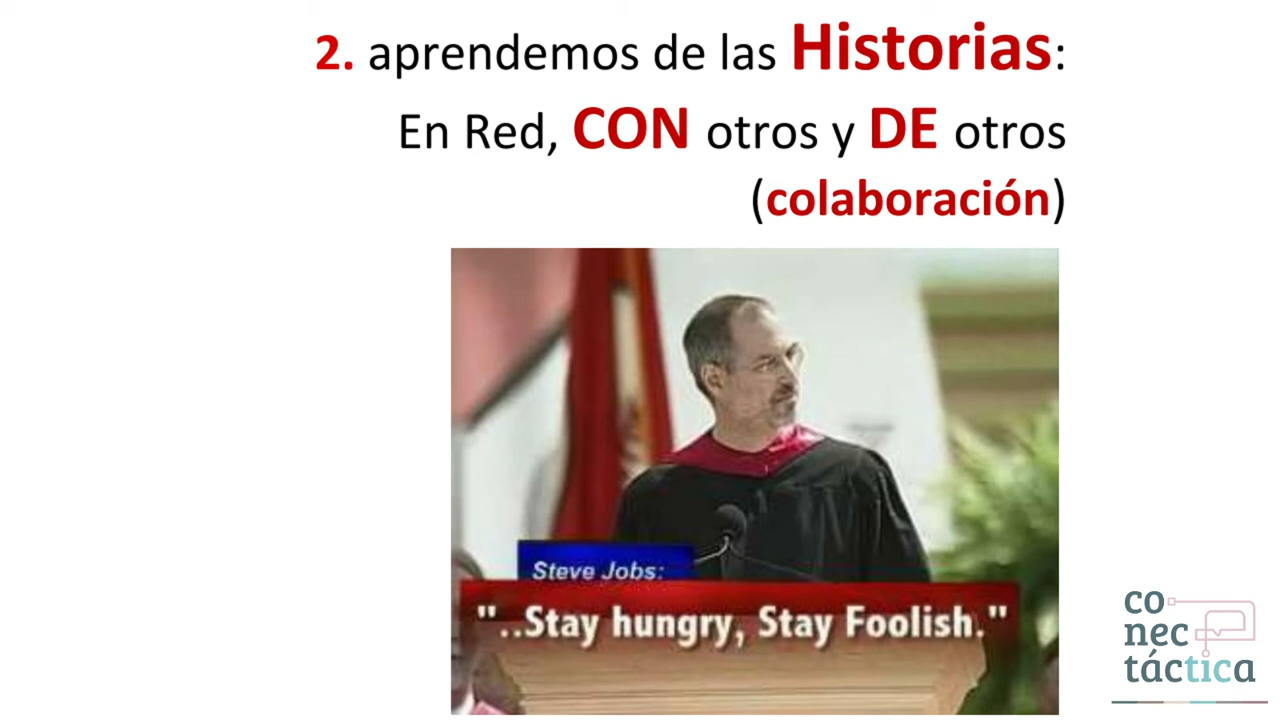 2. aprendemos de las Historias:
En Red, CON otros y DE otros
(colaboración)
Steve Jobs:
"..Stay hungry, Stay Foolish."
co
nec
táctica